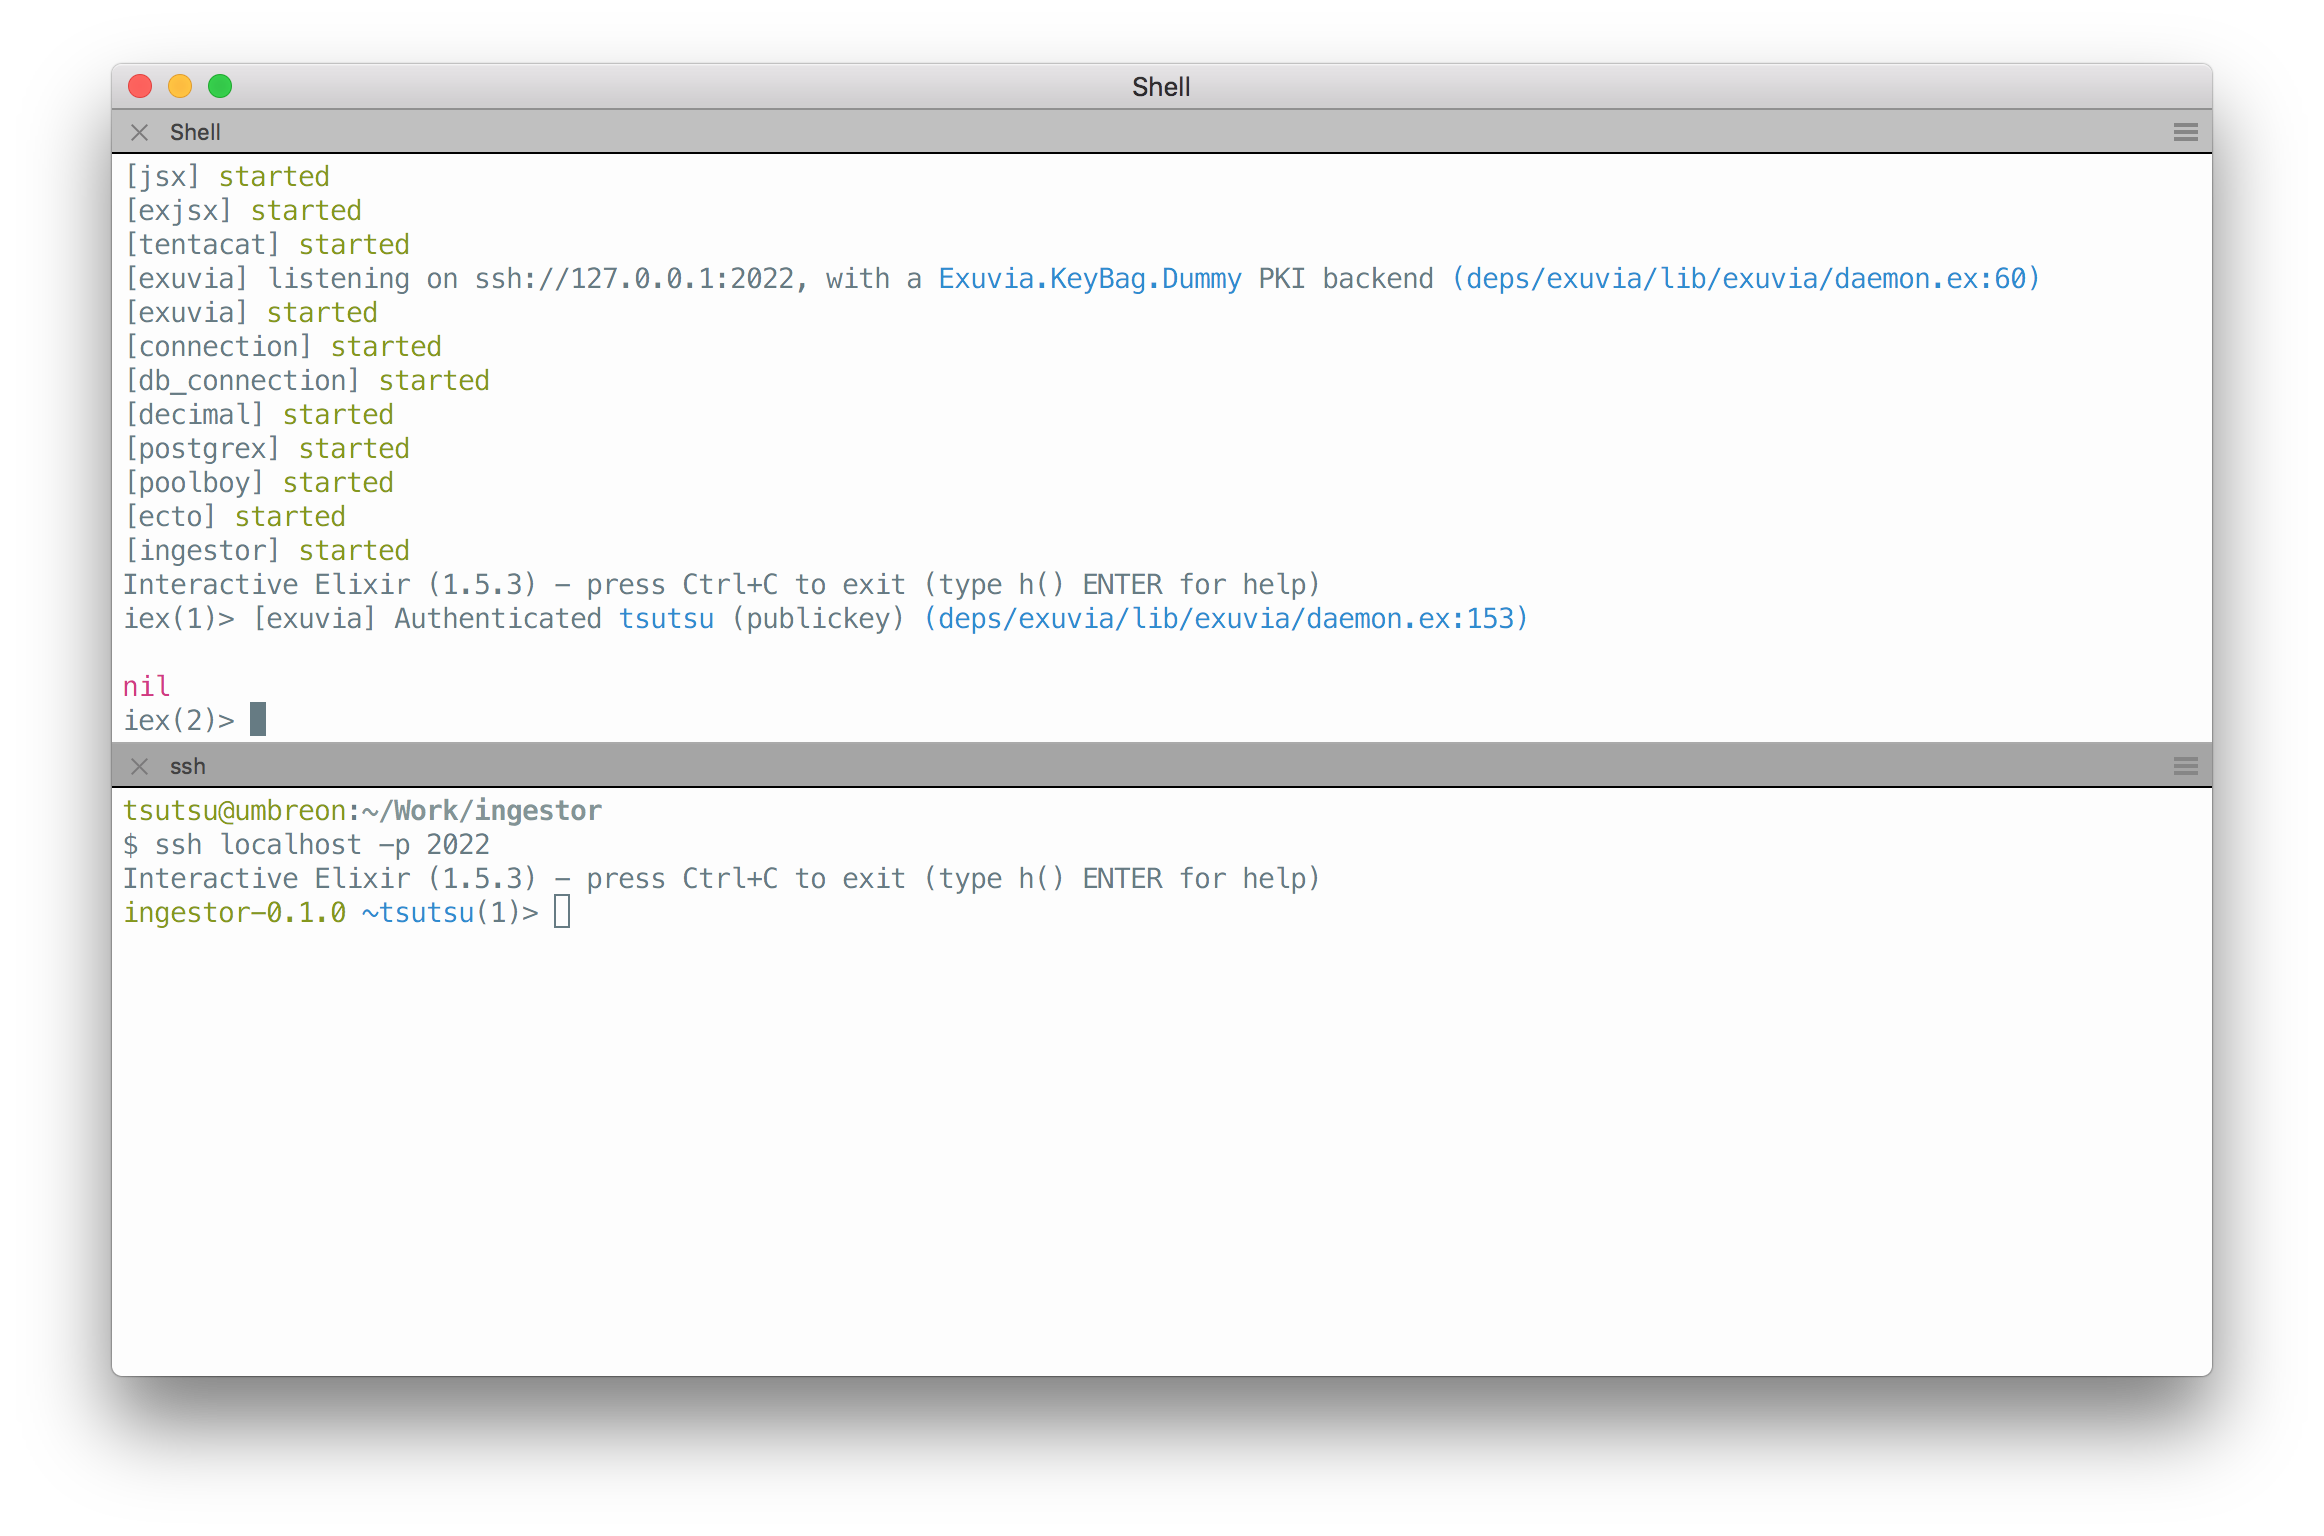 Shell
Shell
[jsx] started
[exjsx] started
[tentacat] started
[exuvia] listening on ssh://127.0.0.1:2022, with a Exuvia.KeyBag.Dummy PKI backend (deps/exuvia/lib/exuvia/daemon.ex:60)
[exuvia] started
[connection] started
[db_connection] started
[decimal] started
[postgrex] started
[poolboy] started
[ecto] started
[ingestor] started
Interactive Elixir (1.5.3) - press Ctrl+C to exit (type h() ENTER for help)
iex(1)> [exuvia] Authenticated tsutsu (publickey) (deps/exuvia/lib/exuvia/daemon.ex:153)
nil
iex(2)>
ssh
tsutsu@umbreon:~/Work/ingestor
$ ssh localhost -p 2022
Interactive Elixir (1.5.3) - press Ctrl+C to exit (type h() ENTER for help)
ingestor-0.1.0 ~tsutsu(1)>